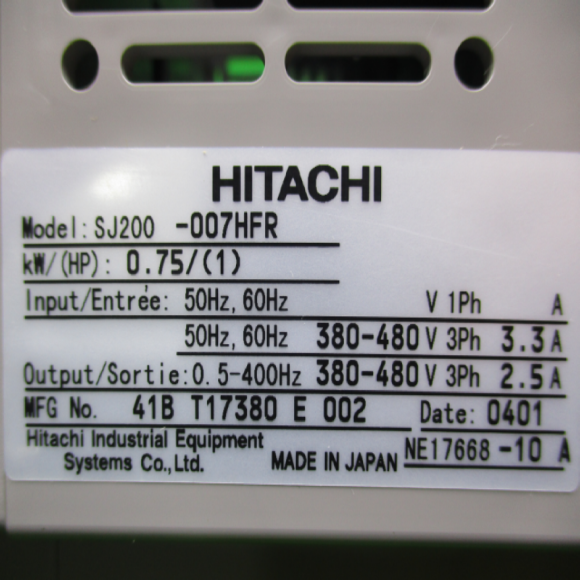 HITACHI
Model: SJ200 -007HFR
kW/(HP): 0.75/(1)
Input/Entrée: 50Hz, 60Hz V 1Ph A
50Hz, 60Hz 380-480 V 3Ph 3.3 A
Output/Sortie: 0.5-400Hz 380-480 V 3Ph 2.5 A
MFG No. 41B T17380 E 002 Date: 0401
Hitachi Industrial Equipment
Systems Co., Ltd. MADE IN JAPAN NE17668 -10 A